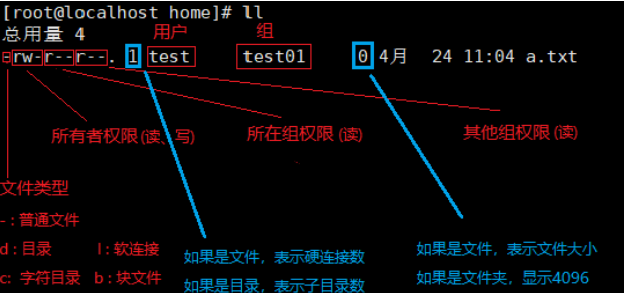 [root@localhost home]# ll
总用量 4 用户 组
-rw-r--r--. 1 test test01 0 4月 24 11:04 a.txt
所有者权限(读、写) 所在组权限(读) 其他组权限(读)
文件类型
- : 普通文件
d : 目录 l : 软连接 如果是文件，表示硬连接数 如果是文件，表示文件大小
c: 字符目录 b : 块文件 如果是目录，表示子目录数 如果是文件夹，显示4096